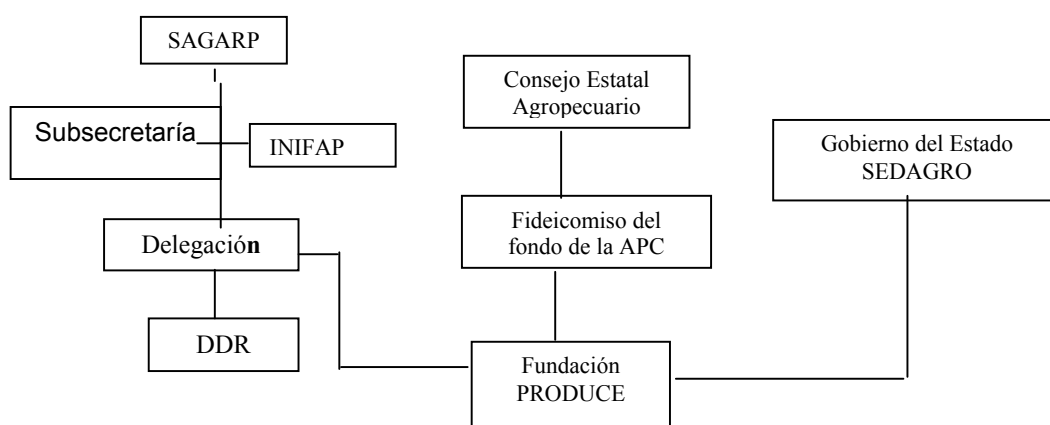 SAGARP
Subsecretaría
INIFAP
Delegación
DDR
Consejo Estatal
Agropecuario
Fideicomiso del
fondo de la APC
Fundación
PRODUCE
Gobierno del Estado
SEDAGRO